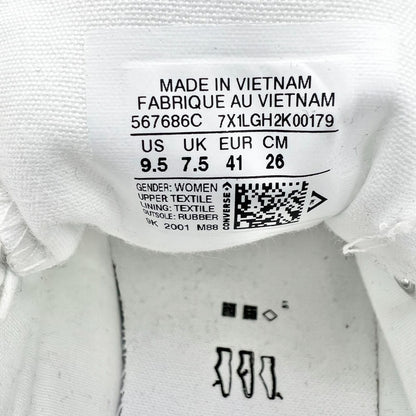 MADE IN VIETNAM
FABRIQUE AU VIETNAM
567686C 7X1LGH2K00179
US UK EUR CM
9.5 7.5 41 26
GENDER: WOMEN
UPPER TEXTILE
LINING: TEXTILE
OUTSOLE: RUBBER
9K 2001 M88
CONVERSE